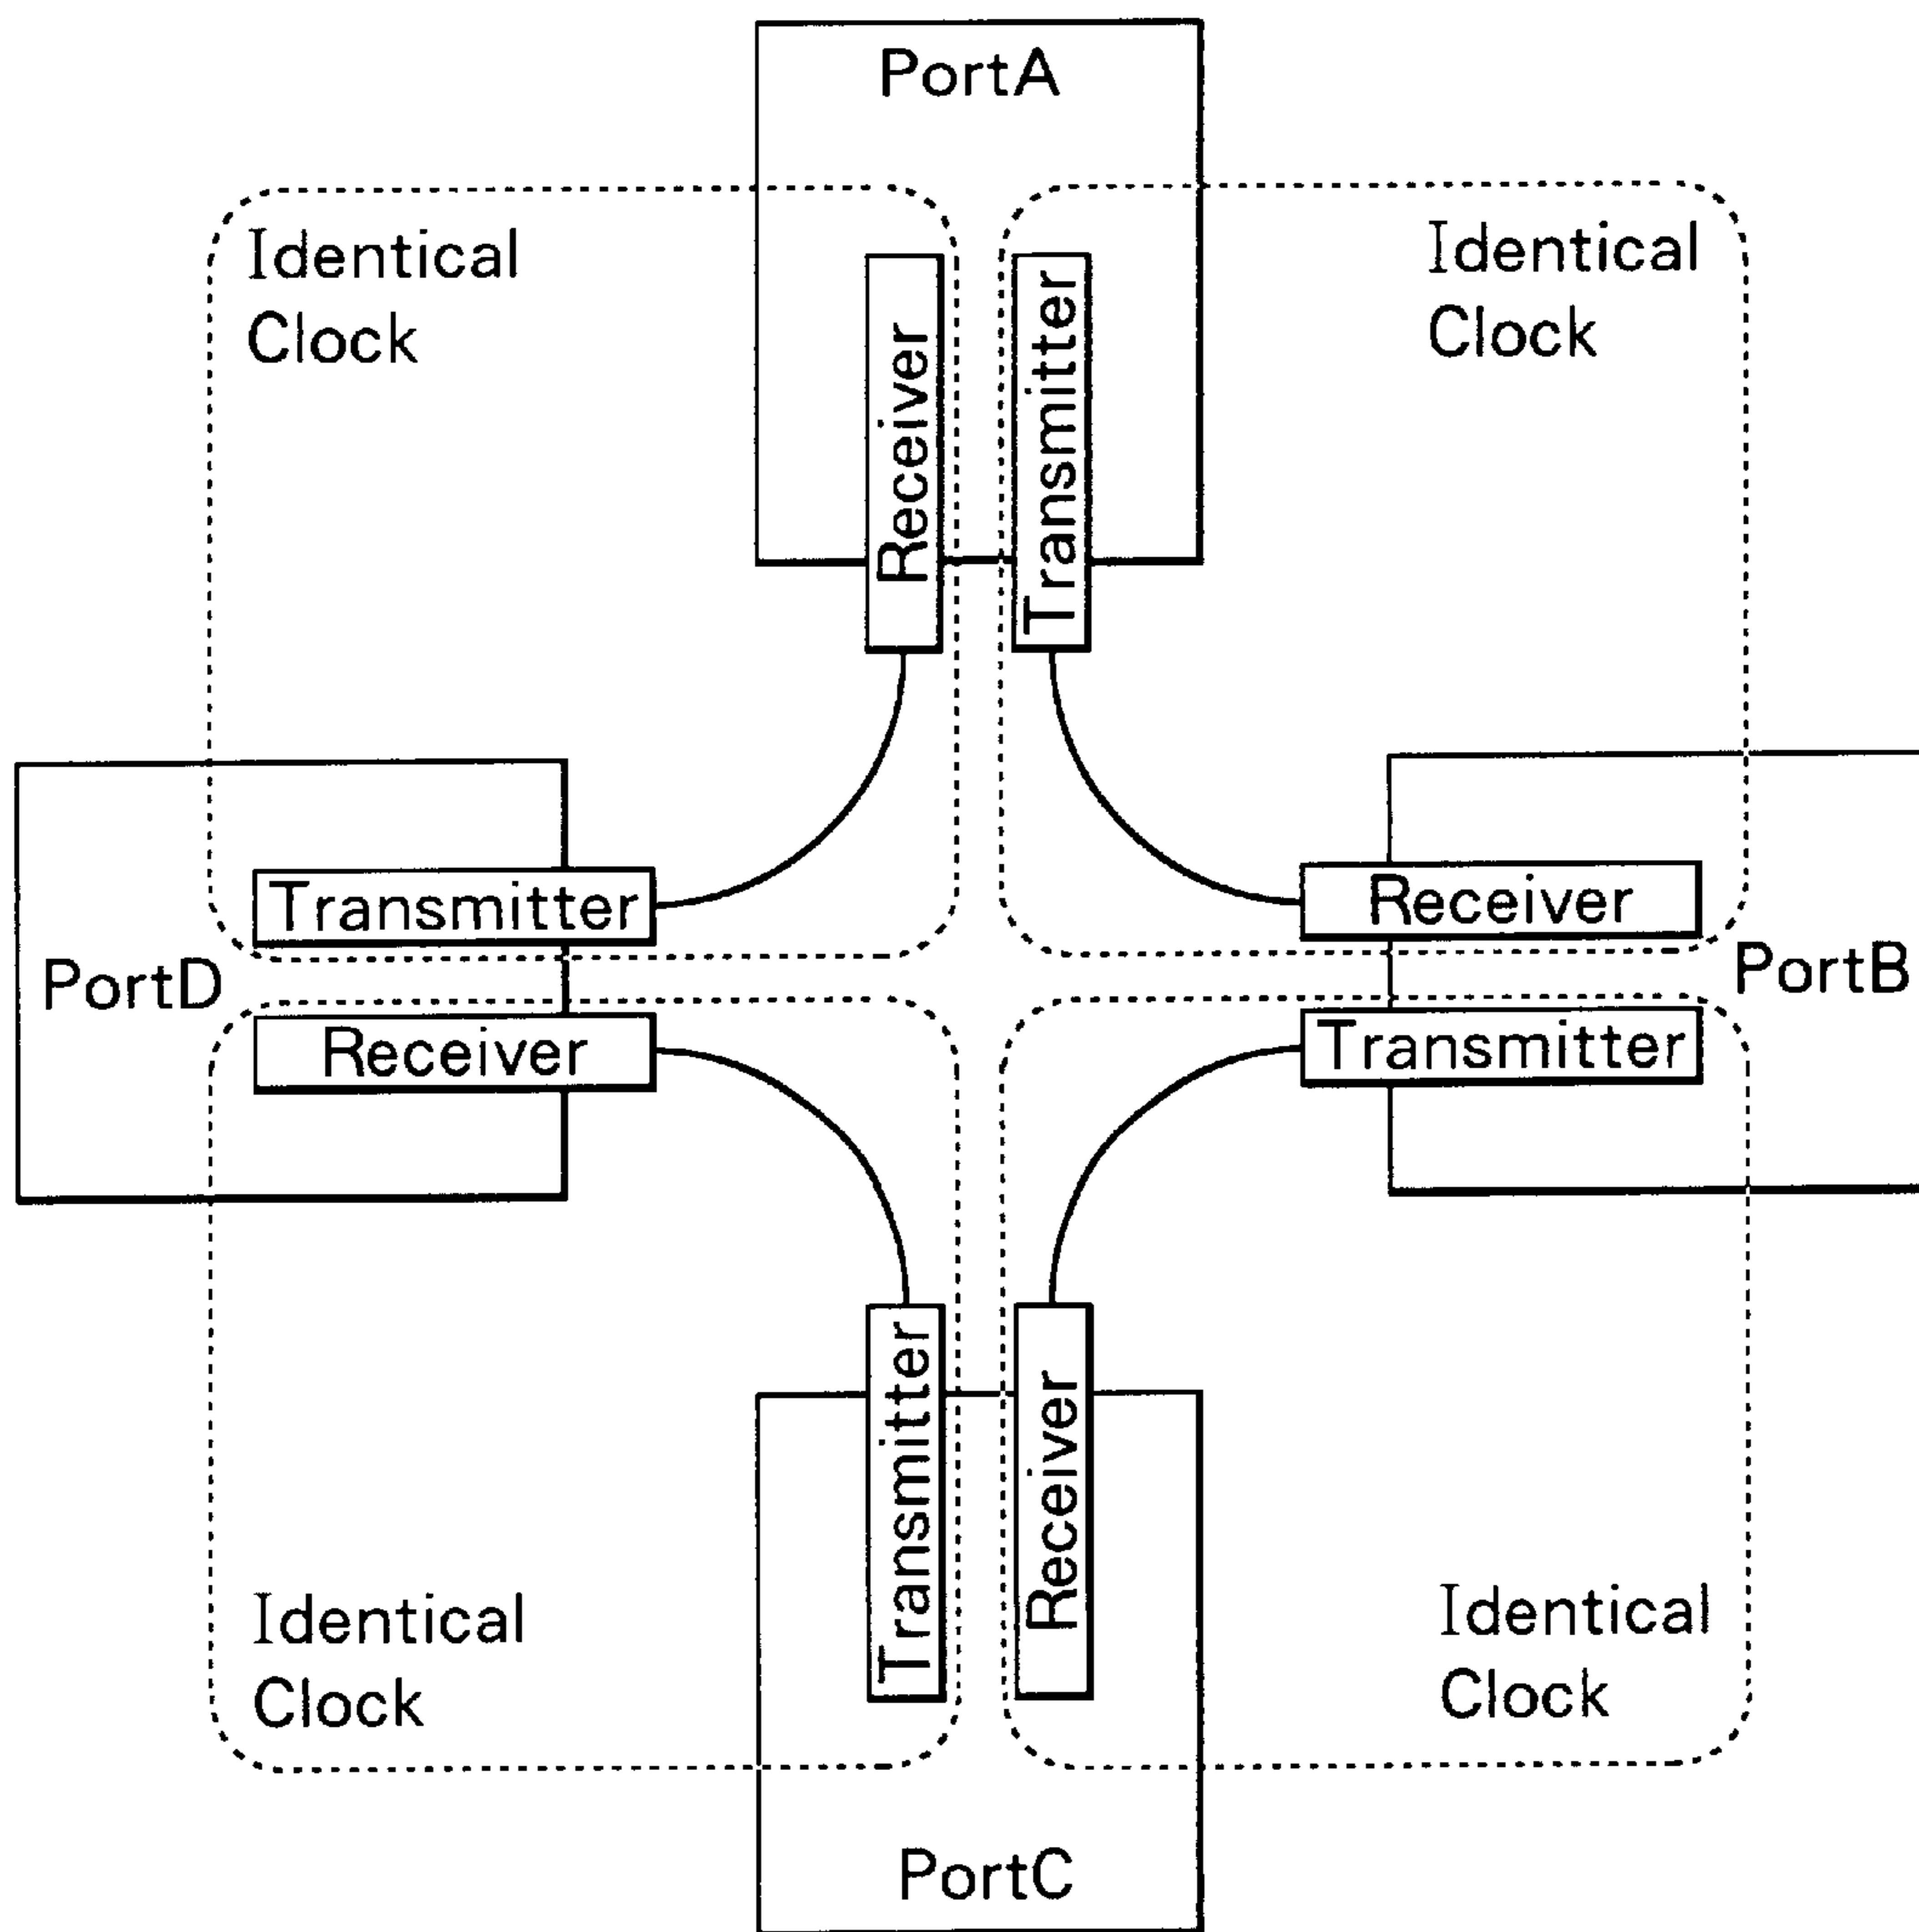 PortA
Identical
Clock
Identical
Clock
Receiver
Transmitter
Transmitter
Receiver
PortD
PortB
Receiver
Transmitter
Transmitter
Receiver
Identical
Clock
Identical
Clock
PortC